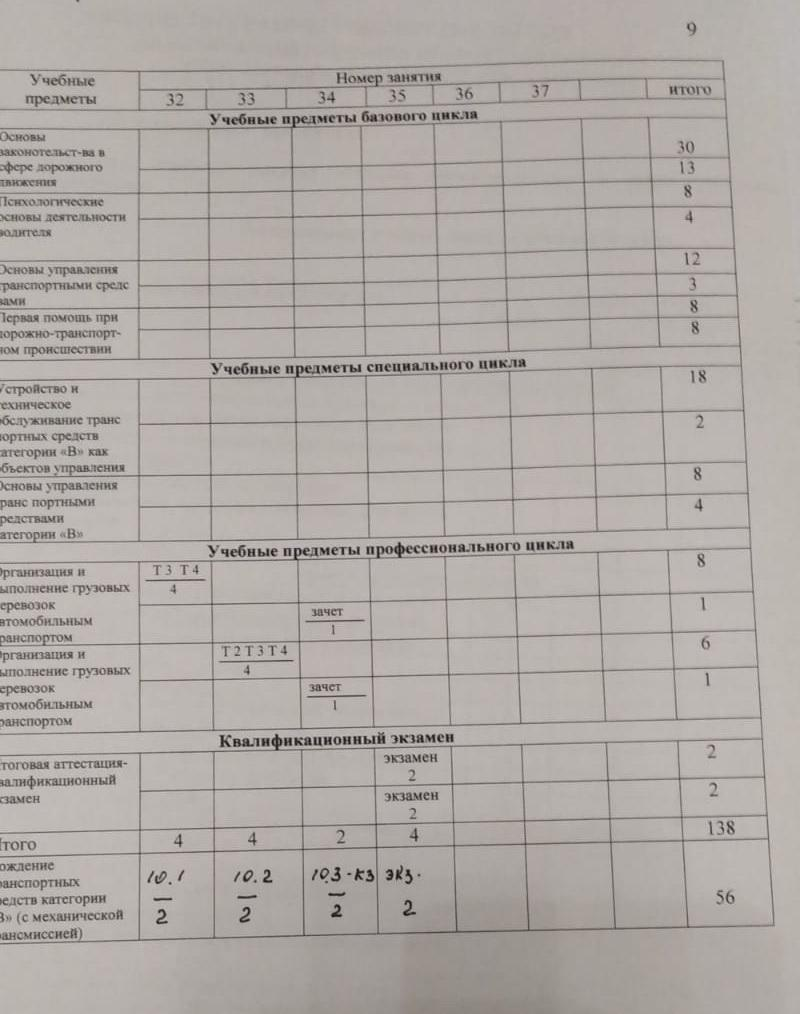 9
Учебные предметы Номер занятия итого
32 33 34 35 36 37
Учебные предметы базового цикла
Основы
законотельст-ва в 30
сфере дорожного 13
движения
Психологические 8
основы деятельности 4
водителя
Основы управления 12
транспортными средс 3
вами
Первая помощь при 8
дорожно-транспорт- 8
ном происшествии
Учебные предметы специального цикла
Устройство и 18
техническое
обслуживание транс 2
портных средств
категории «В» как
объектов управления
Основы управления 8
транс портными
средствами 4
категории «В»
Учебные предметы профессионального цикла
Организация и Т 3 Т 4 8
выполнение грузовых 4
перевозок зачет 1
автомобильным 1
транспортом
Организация и Т 2 Т 3 Т 4 6
выполнение грузовых 4
перевозок зачет 1
автомобильным 1
транспортом
Квалификационный экзамен
тоговая аттестация- экзамен 2
валификационный 2
кзамен экзамен 2
2
Итого 4 4 2 4 138
вождение 10.1 10.2 10.3-КЗ экз.
транспортных
средств категории 2 2 2 2 56
«В» (с механической
трансмиссией)